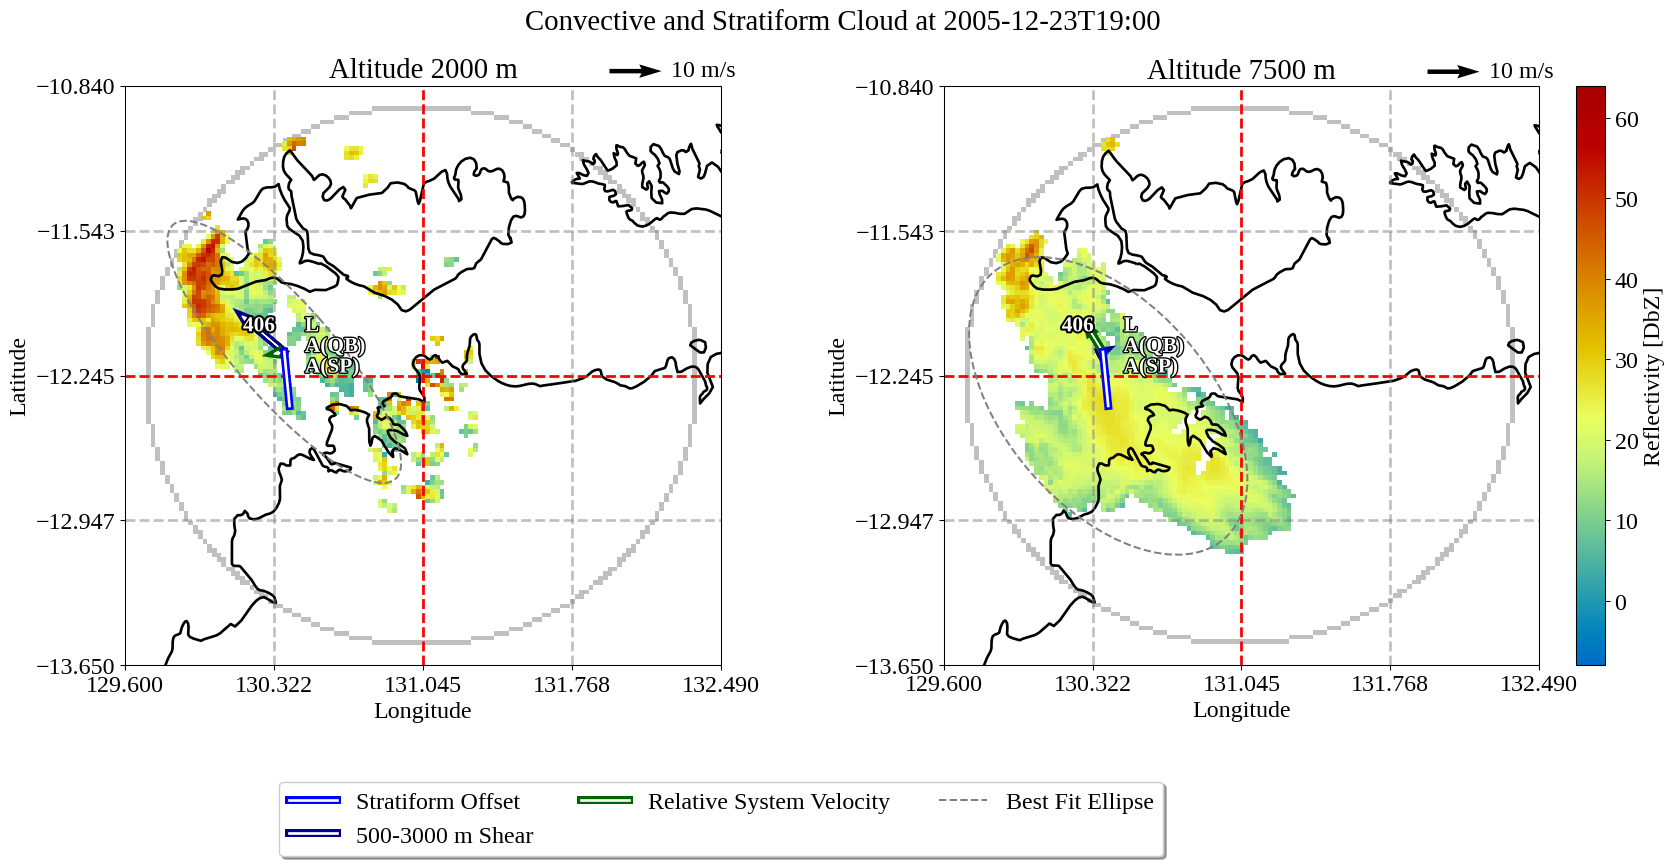 Convective and Stratiform Cloud at 2005-12-23T19:00
Altitude 2000 m
10 m/s
−10.840
−11.543
−12.245
−12.947
−13.650
129.600
130.322
131.045
131.768
132.490
Latitude
Longitude
406
L
A(QB)
A(SP)
Altitude 7500 m
10 m/s
−10.840
−11.543
−12.245
−12.947
−13.650
129.600
130.322
131.045
131.768
132.490
Latitude
Longitude
406
L
A(QB)
A(SP)
60
50
40
30
20
10
0
Reflectivity [DbZ]
Stratiform Offset
500-3000 m Shear
Relative System Velocity
Best Fit Ellipse